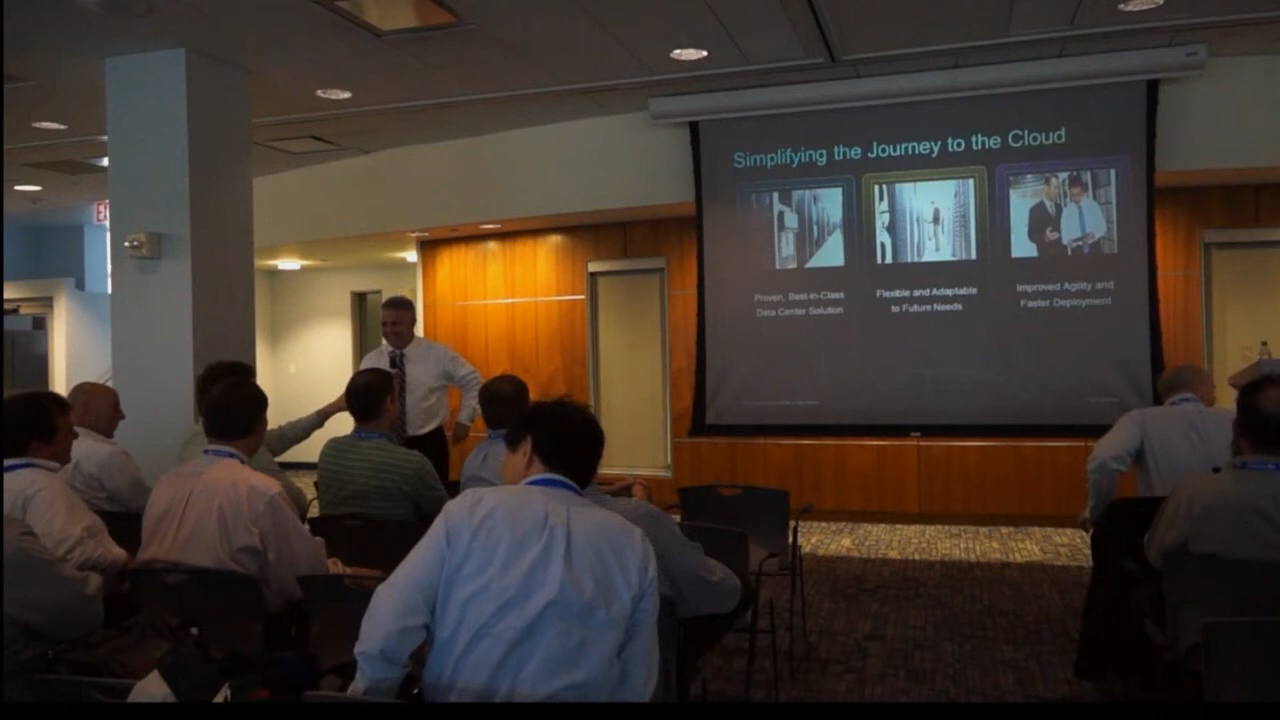 Simplifying the Journey to the Cloud
Proven, Best-in-Class
Data Center Solution
Flexible and Adaptable
to Future Needs
Improved Agility and
Faster Deployment